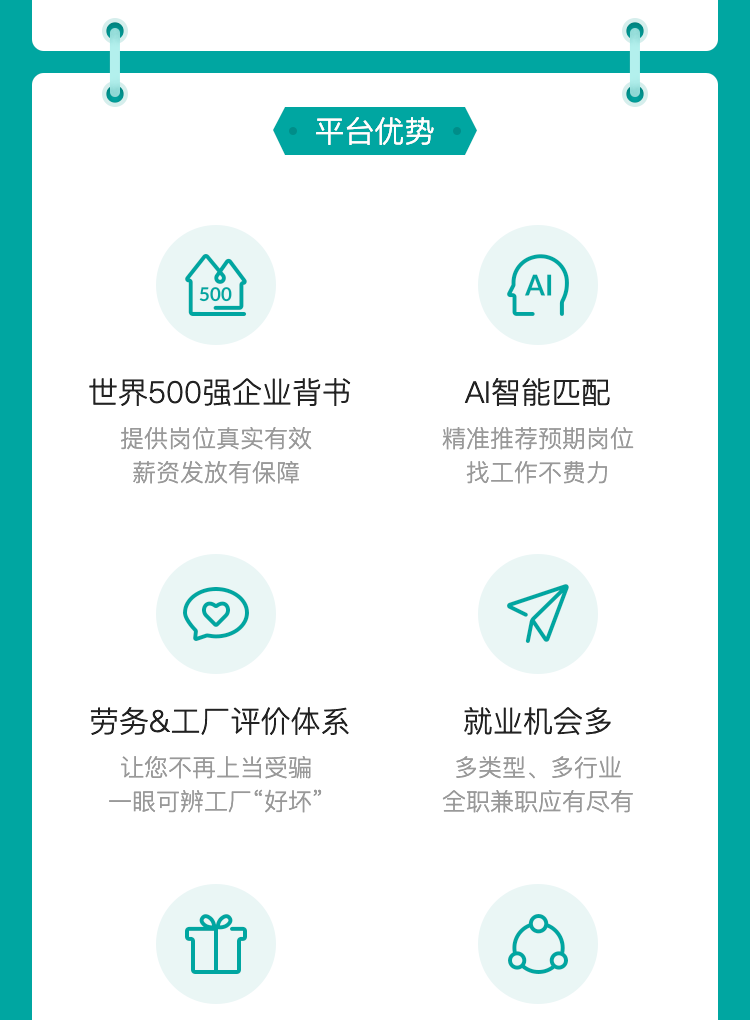 平台优势
500
AI
世界500强企业背书
AI智能匹配
提供岗位真实有效
薪资发放有保障
精准推荐预期岗位
找工作不费力
劳务&工厂评价体系
就业机会多
让您不再上当受骗
一眼可辨工厂“好坏”
多类型、多行业
全职兼职应有尽有